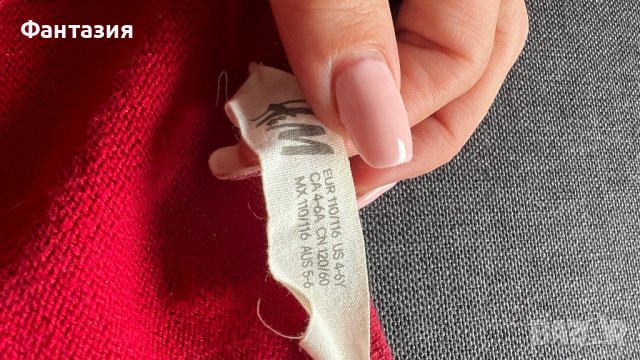 Фантазия
H&M
EUR 110/116 US 4-6Y
CA 4-6A CN 120/60
MX 110/116 AUS 5-6